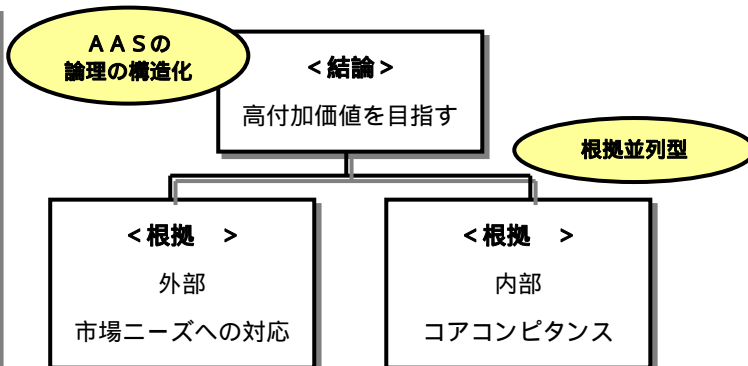 ＡＡＳの
論理の構造化
＜結論＞
高付加価値を目指す
根拠並列型
＜根拠　＞
外部
市場ニーズへの対応
＜根拠　＞
内部
コアコンピタンス